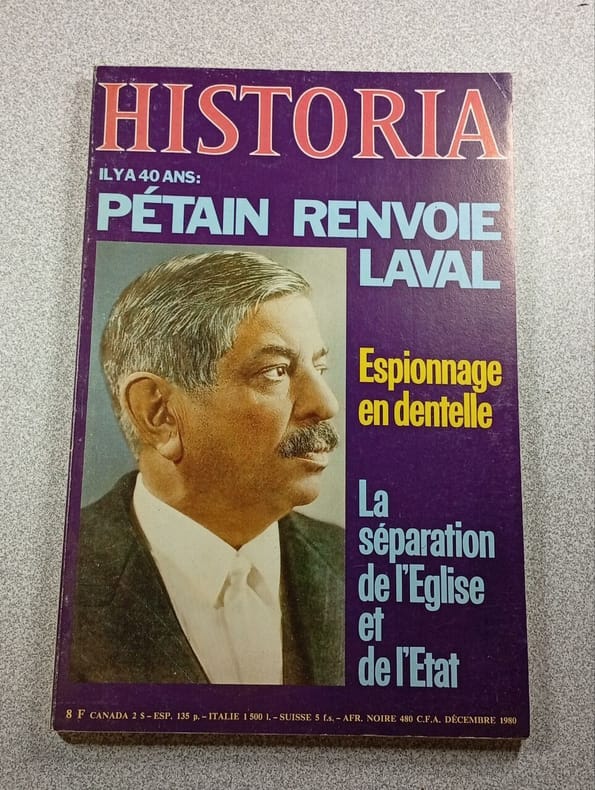 HISTORIA
IL Y A 40 ANS:
PÉTAIN RENVOIE
LAVAL
Espionnage
en dentelle
La
séparation
de l'Eglise
et
de l'Etat
8 F CANADA 2 $ – ESP. 135 p. – ITALIE 1 500 l. – SUISSE 5 f.s. – AFR. NOIRE 480 C.F.A. DÉCEMBRE 1980